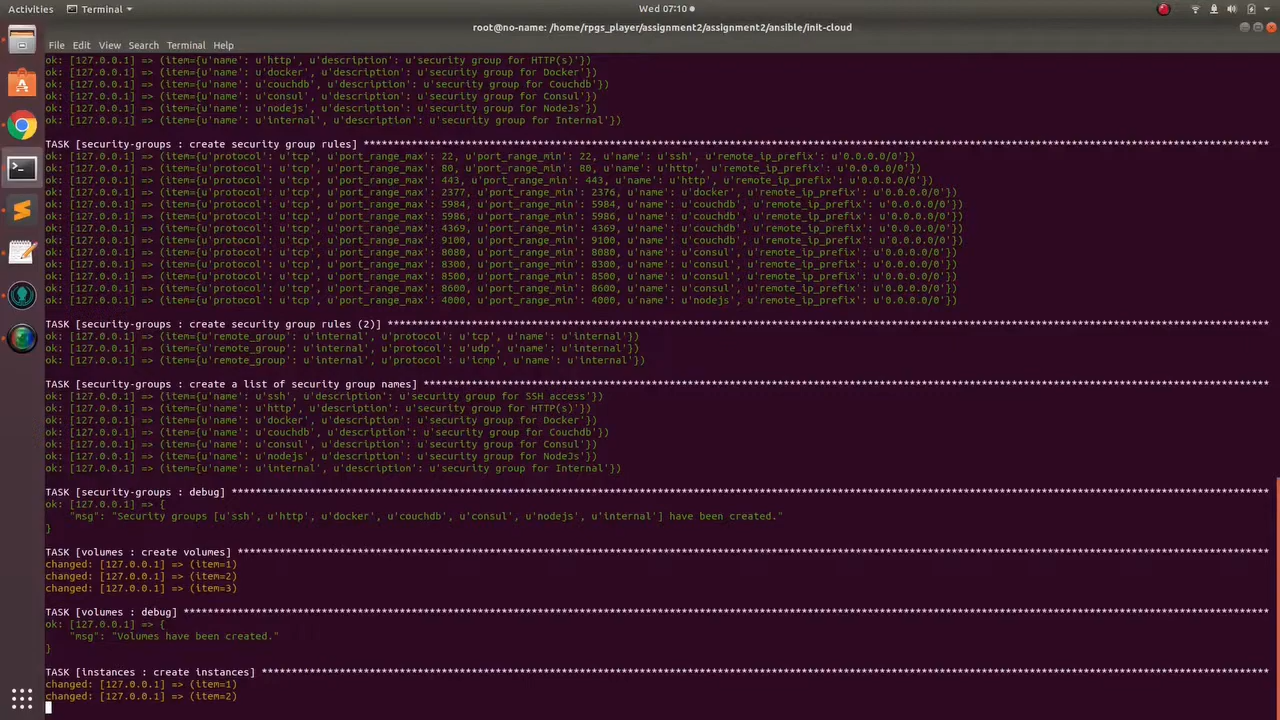 Activities
Terminal
Wed 07:10
root@no-name: /home/rpgs_player/assignment2/assignment2/ansible/init-cloud
File Edit View Search Terminal Help
ok: [127.0.0.1] => (item={u'name': u'http', u'description': u'security group for HTTP(s)'})
ok: [127.0.0.1] => (item={u'name': u'docker', u'description': u'security group for Docker'})
ok: [127.0.0.1] => (item={u'name': u'couchdb', u'description': u'security group for Couchdb'})
ok: [127.0.0.1] => (item={u'name': u'consul', u'description': u'security group for Consul'})
ok: [127.0.0.1] => (item={u'name': u'nodejs', u'description': u'security group for NodeJs'})
ok: [127.0.0.1] => (item={u'name': u'internal', u'description': u'security group for Internal'})
TASK [security-groups : create security group rules] ******************************************************************************************************************************************************
ok: [127.0.0.1] => (item={u'protocol': u'tcp', u'port_range_max': 22, u'port_range_min': 22, u'name': u'ssh', u'remote_ip_prefix': u'0.0.0.0/0'})
ok: [127.0.0.1] => (item={u'protocol': u'tcp', u'port_range_max': 80, u'port_range_min': 80, u'name': u'http', u'remote_ip_prefix': u'0.0.0.0/0'})
ok: [127.0.0.1] => (item={u'protocol': u'tcp', u'port_range_max': 443, u'port_range_min': 443, u'name': u'http', u'remote_ip_prefix': u'0.0.0.0/0'})
ok: [127.0.0.1] => (item={u'protocol': u'tcp', u'port_range_max': 2377, u'port_range_min': 2376, u'name': u'docker', u'remote_ip_prefix': u'0.0.0.0/0'})
ok: [127.0.0.1] => (item={u'protocol': u'tcp', u'port_range_max': 5984, u'port_range_min': 5984, u'name': u'couchdb', u'remote_ip_prefix': u'0.0.0.0/0'})
ok: [127.0.0.1] => (item={u'protocol': u'tcp', u'port_range_max': 5986, u'port_range_min': 5986, u'name': u'couchdb', u'remote_ip_prefix': u'0.0.0.0/0'})
ok: [127.0.0.1] => (item={u'protocol': u'tcp', u'port_range_max': 4369, u'port_range_min': 4369, u'name': u'couchdb', u'remote_ip_prefix': u'0.0.0.0/0'})
ok: [127.0.0.1] => (item={u'protocol': u'tcp', u'port_range_max': 9100, u'port_range_min': 9100, u'name': u'couchdb', u'remote_ip_prefix': u'0.0.0.0/0'})
ok: [127.0.0.1] => (item={u'protocol': u'tcp', u'port_range_max': 8080, u'port_range_min': 8080, u'name': u'consul', u'remote_ip_prefix': u'0.0.0.0/0'})
ok: [127.0.0.1] => (item={u'protocol': u'tcp', u'port_range_max': 8300, u'port_range_min': 8300, u'name': u'consul', u'remote_ip_prefix': u'0.0.0.0/0'})
ok: [127.0.0.1] => (item={u'protocol': u'tcp', u'port_range_max': 8500, u'port_range_min': 8500, u'name': u'consul', u'remote_ip_prefix': u'0.0.0.0/0'})
ok: [127.0.0.1] => (item={u'protocol': u'tcp', u'port_range_max': 8600, u'port_range_min': 8600, u'name': u'consul', u'remote_ip_prefix': u'0.0.0.0/0'})
ok: [127.0.0.1] => (item={u'protocol': u'tcp', u'port_range_max': 4000, u'port_range_min': 4000, u'name': u'nodejs', u'remote_ip_prefix': u'0.0.0.0/0'})
TASK [security-groups : create security group rules (2)] **************************************************************************************************************************************************
ok: [127.0.0.1] => (item={u'remote_group': u'internal', u'protocol': u'tcp', u'name': u'internal'})
ok: [127.0.0.1] => (item={u'remote_group': u'internal', u'protocol': u'udp', u'name': u'internal'})
ok: [127.0.0.1] => (item={u'remote_group': u'internal', u'protocol': u'icmp', u'name': u'internal'})
TASK [security-groups : create a list of security group names] ********************************************************************************************************************************************
ok: [127.0.0.1] => (item={u'name': u'ssh', u'description': u'security group for SSH access'})
ok: [127.0.0.1] => (item={u'name': u'http', u'description': u'security group for HTTP(s)'})
ok: [127.0.0.1] => (item={u'name': u'docker', u'description': u'security group for Docker'})
ok: [127.0.0.1] => (item={u'name': u'couchdb', u'description': u'security group for Couchdb'})
ok: [127.0.0.1] => (item={u'name': u'consul', u'description': u'security group for Consul'})
ok: [127.0.0.1] => (item={u'name': u'nodejs', u'description': u'security group for NodeJs'})
ok: [127.0.0.1] => (item={u'name': u'internal', u'description': u'security group for Internal'})
TASK [security-groups : debug] ****************************************************************************************************************************************************************************
ok: [127.0.0.1] => {
"msg": "Security groups [u'ssh', u'http', u'docker', u'couchdb', u'consul', u'nodejs', u'internal'] have been created."
}
TASK [volumes : create volumes] ***************************************************************************************************************************************************************************
changed: [127.0.0.1] => (item=1)
changed: [127.0.0.1] => (item=2)
changed: [127.0.0.1] => (item=3)
TASK [volumes : debug] ************************************************************************************************************************************************************************************
ok: [127.0.0.1] => {
"msg": "Volumes have been created."
}
TASK [instances : create instances] ***********************************************************************************************************************************************************************
changed: [127.0.0.1] => (item=1)
changed: [127.0.0.1] => (item=2)